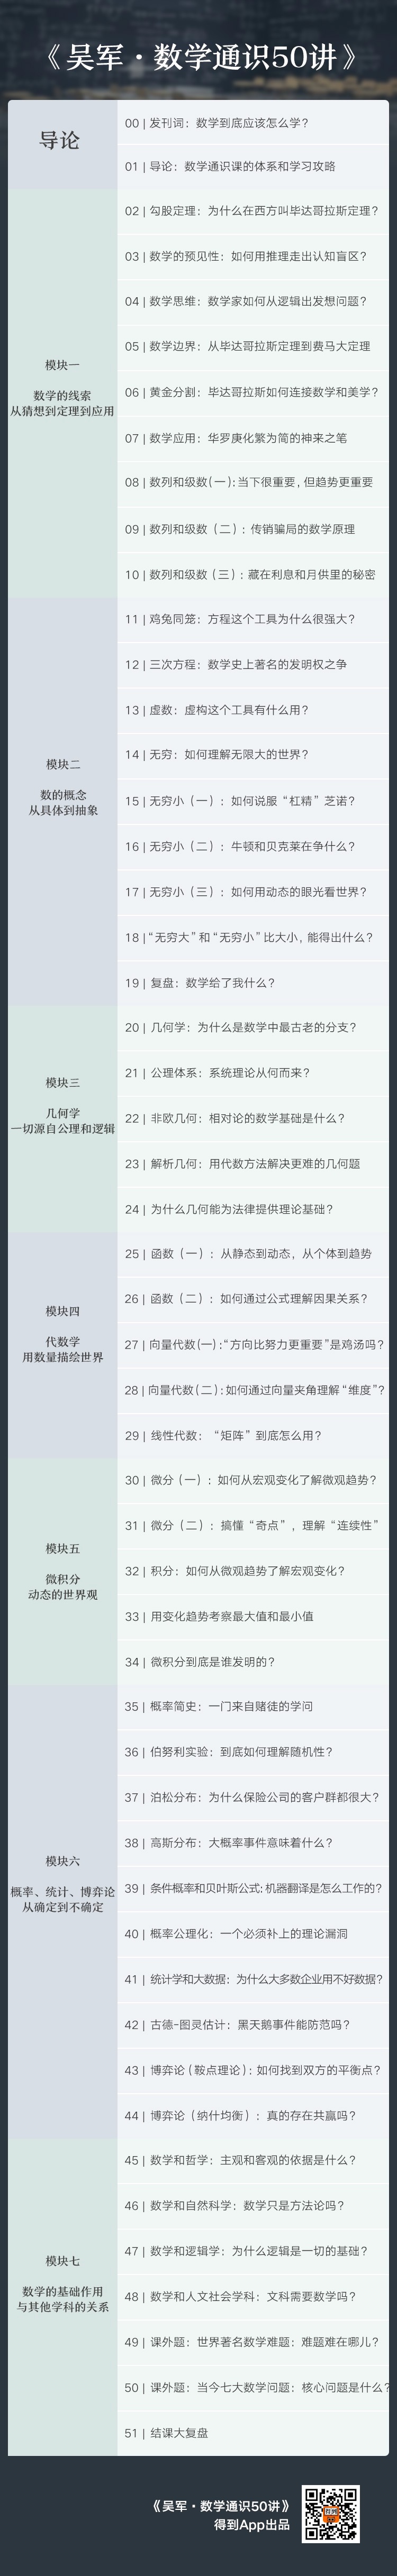 《吴军·数学通识50讲》
导论
00 | 发刊词：数学到底应该怎么学？
01 | 导论：数学通识课的体系和学习攻略
模块一
数学的线索
从猜想到定理到应用
02 | 勾股定理：为什么在西方叫毕达哥拉斯定理？
03 | 数学的预见性：如何用推理走出认知盲区？
04 | 数学思维：数学家如何从逻辑出发想问题？
05 | 数学边界：从毕达哥拉斯定理到费马大定理
06 | 黄金分割：毕达哥拉斯如何连接数学和美学？
07 | 数学应用：华罗庚化繁为简的神来之笔
08 | 数列和级数(一)：当下很重要，但趋势更重要
09 | 数列和级数（二）：传销骗局的数学原理
10 | 数列和级数（三）：藏在利息和月供里的秘密
模块二
数的概念
从具体到抽象
11 | 鸡兔同笼：方程这个工具为什么很强大？
12 | 三次方程：数学史上著名的发明权之争
13 | 虚数：虚构这个工具有什么用？
14 | 无穷：如何理解无限大的世界？
15 | 无穷小（一）：如何说服“杠精”芝诺？
16 | 无穷小（二）：牛顿和贝克莱在争什么？
17 | 无穷小（三）：如何用动态的眼光看世界？
18 |“无穷大”和“无穷小”比大小，能得出什么？
19 | 复盘：数学给了我什么？
模块三
几何学
一切源自公理和逻辑
20 | 几何学：为什么是数学中最古老的分支？
21 | 公理体系：系统理论从何而来？
22 | 非欧几何：相对论的数学基础是什么？
23 | 解析几何：用代数方法解决更难的几何题
24 | 为什么几何能为法律提供理论基础？
模块四
代数学
用数量描绘世界
25 | 函数（一）：从静态到动态，从个体到趋势
26 | 函数（二）：如何通过公式理解因果关系？
27 | 向量代数(一)：“方向比努力更重要”是鸡汤吗？
28 | 向量代数(二)：如何通过向量夹角理解“维度”？
29 | 线性代数：“矩阵”到底怎么用？
模块五
微积分
动态的世界观
30 | 微分（一）：如何从宏观变化了解微观趋势？
31 | 微分（二）：搞懂“奇点”，理解“连续性”
32 | 积分：如何从微观趋势了解宏观变化？
33 | 用变化趋势考察最大值和最小值
34 | 微积分到底是谁发明的？
模块六
概率、统计、博弈论
从确定到不确定
35 | 概率简史：一门来自赌徒的学问
36 | 伯努利实验：到底如何理解随机性？
37 | 泊松分布：为什么保险公司的客户群都很大？
38 | 高斯分布：大概率事件意味着什么？
39 | 条件概率和贝叶斯公式：机器翻译是怎么工作的？
40 | 概率公理化：一个必须补上的理论漏洞
41 | 统计学和大数据：为什么大多数企业用不好数据？
42 | 古德-图灵估计：黑天鹅事件能防范吗？
43 | 博弈论（鞍点理论）：如何找到双方的平衡点？
44 | 博弈论（纳什均衡）：真的存在共赢吗？
模块七
数学的基础作用
与其他学科的关系
45 | 数学和哲学：主观和客观的依据是什么？
46 | 数学和自然科学：数学只是方法论吗？
47 | 数学和逻辑学：为什么逻辑是一切的基础？
48 | 数学和人文社会学科：文科需要数学吗？
49 | 课外题：世界著名数学难题：难题难在哪儿？
50 | 课外题：当今七大数学问题：核心问题是什么？
51 | 结课大复盘
《吴军·数学通识50讲》
得到App出品